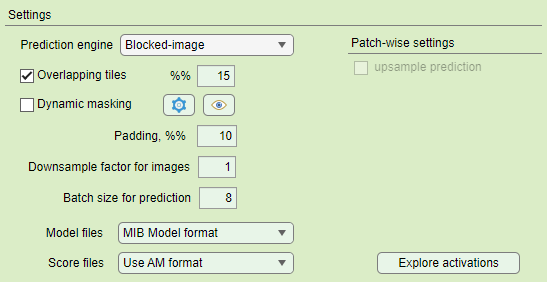 Settings
Prediction engine Blocked-image
Patch-wise settings
Overlapping tiles %% 15
upsample prediction
Dynamic masking
Padding, %% 10
Downsample factor for images 1
Batch size for prediction 8
Model files MIB Model format
Score files Use AM format
Explore activations